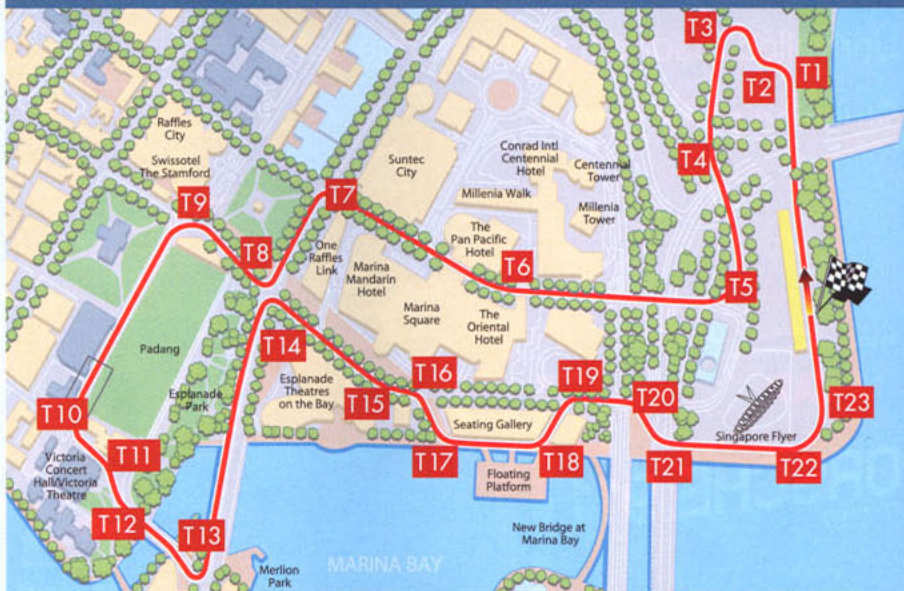 T3
T1
T2
Raffles
City
Swissotel
The Stamford
Suntec
City
Conrad Intl
Centennial
Hotel
Centennial
Tower
T4
Millenia Walk
Millenia
Tower
T7
T9
The
Pan Pacific
Hotel
T8
One
Raffles
Link
Marina
Mandarin
Hotel
T6
T5
Marina
Square
The
Oriental
Hotel
T14
Padang
Esplanade
Park
Esplanade
Theatres
on the Bay
T16
T15
T19
T20
T23
T10
Seating Gallery
Singapore Flyer
T11
Victoria
Concert
Hall/Victoria
Theatre
T17
T18
T21
T22
Floating
Platform
T12
T13
New Bridge at
Marina Bay
MARINA BAY
Merlion
Park